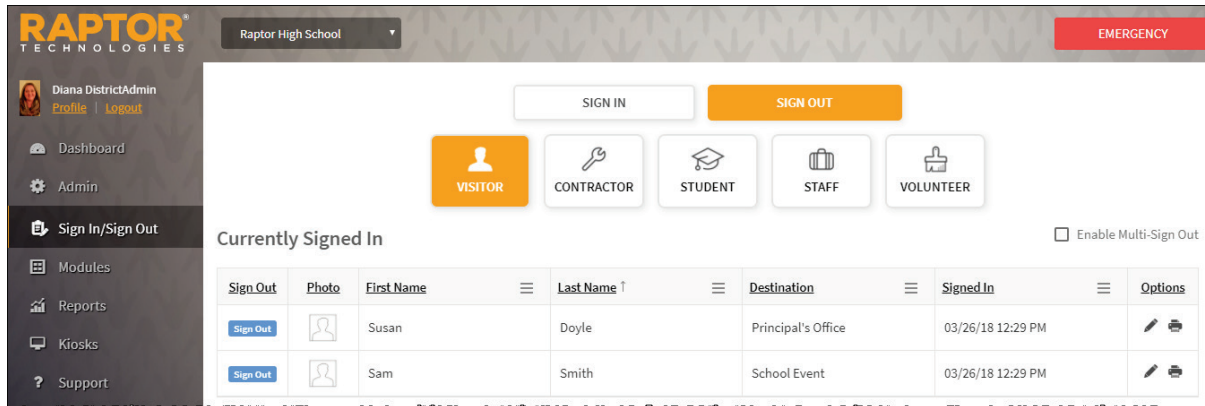 RAPTOR®
TECHNOLOGIES
Raptor High School
EMERGENCY
Diana DistrictAdmin
Profile | Logout
Dashboard
Admin
Sign In/Sign Out
Modules
Reports
Kiosks
? Support
SIGN IN SIGN OUT
VISITOR CONTRACTOR STUDENT STAFF VOLUNTEER
Currently Signed In
Enable Multi-Sign Out
Sign Out Photo First Name Last Name ↑ Destination Signed In Options
Sign Out Susan Doyle Principal's Office 03/26/18 12:29 PM
Sign Out Sam Smith School Event 03/26/18 12:29 PM